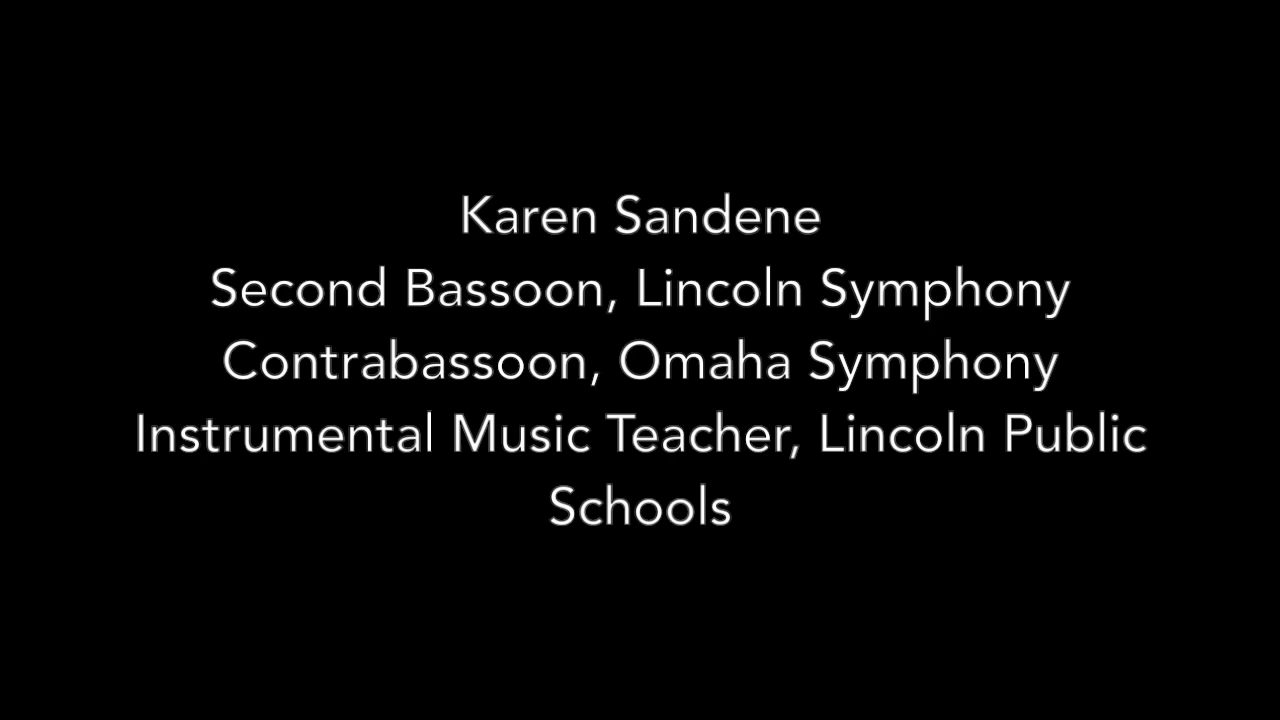 Karen Sandene
Second Bassoon, Lincoln Symphony
Contrabassoon, Omaha Symphony
Instrumental Music Teacher, Lincoln Public
Schools